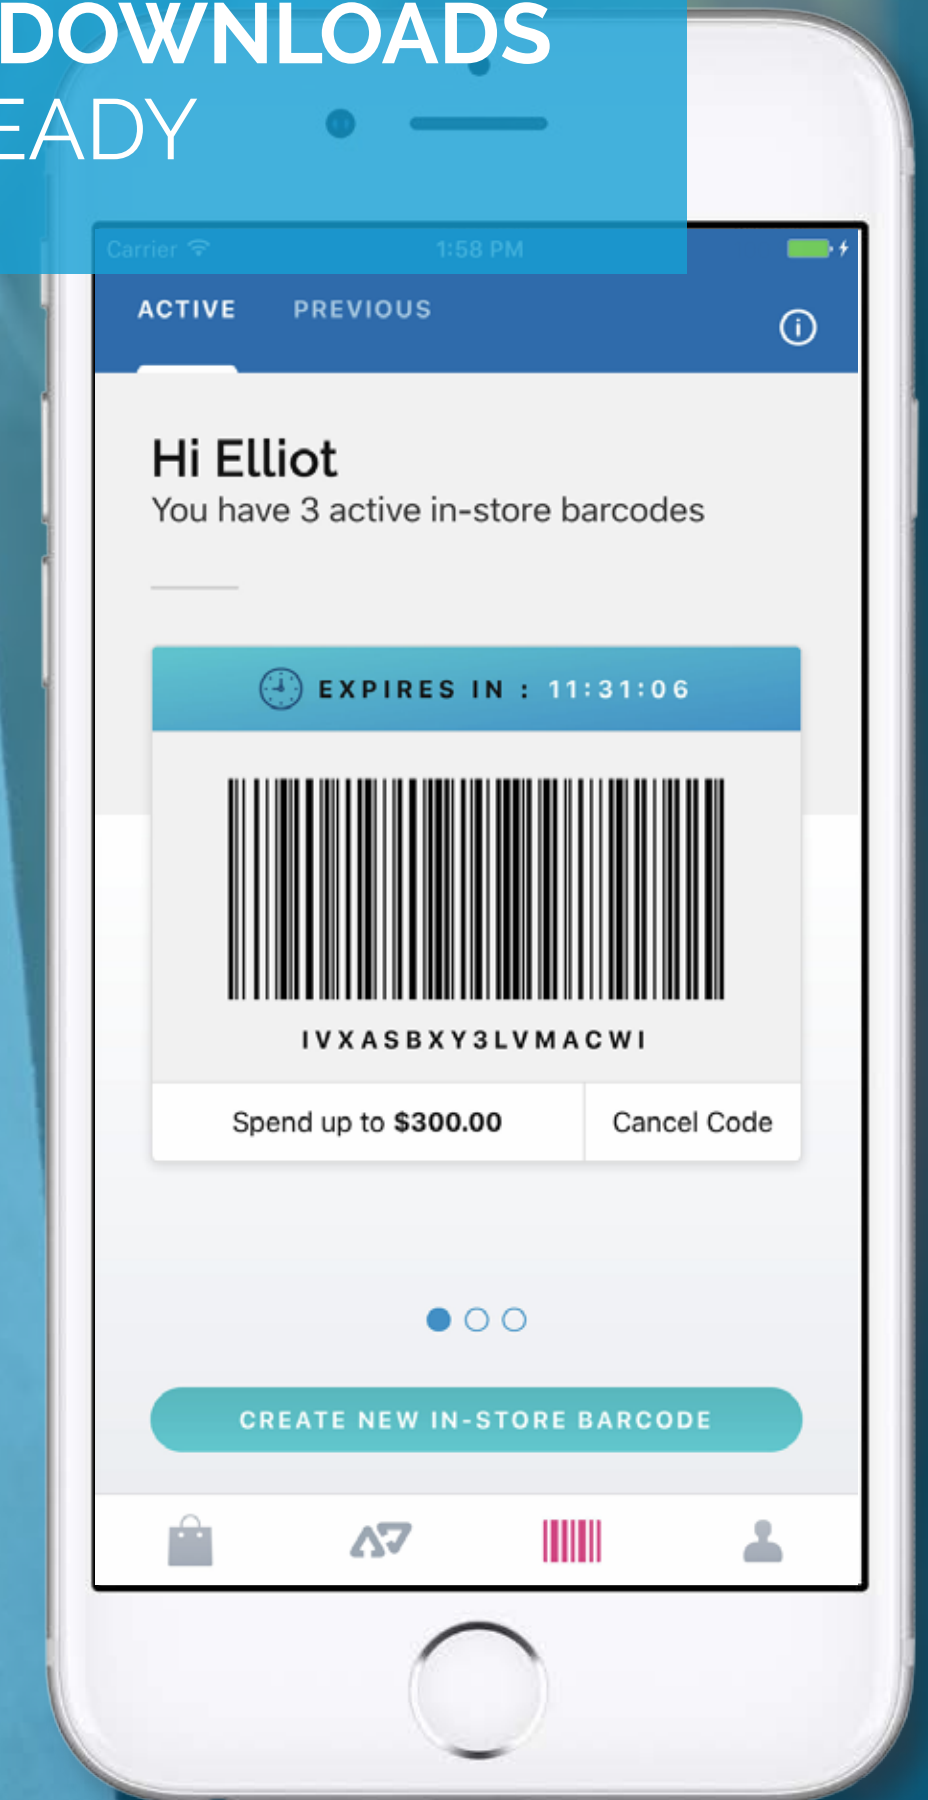 DOWNLOADS
EADY
Carrier
1:58 PM
ACTIVE PREVIOUS
Hi Elliot
You have 3 active in-store barcodes
EXPIRES IN : 11:31:06
IVXASBXY3LVMACWI
Spend up to $300.00 Cancel Code
CREATE NEW IN-STORE BARCODE